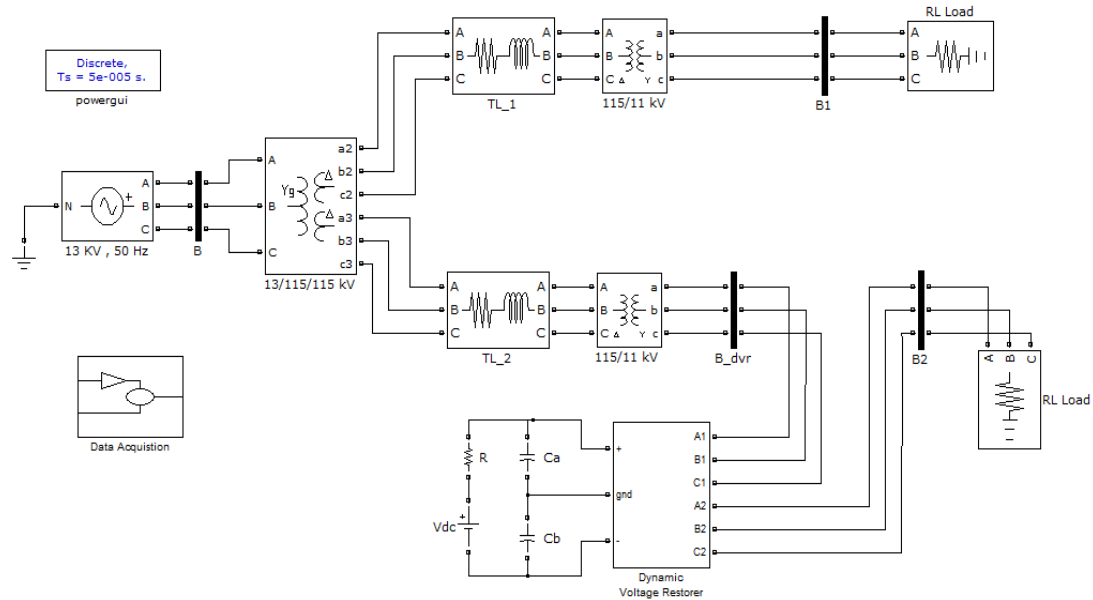 Discrete,
Ts = 5e-005 s.
powergui
N
A
B
C
13 KV , 50 Hz
B
A
B
C
Yg
Δ
Δ
a2
b2
c2
a3
b3
c3
13/115/115 kV
A
B
C
A
B
C
TL_1
A
B
C
Δ
Y
a
b
c
115/11 kV
B1
RL Load
A
B
C
A
B
C
A
B
C
TL_2
A
B
C
Δ
Y
a
b
c
115/11 kV
B_dvr
B2
A
B
C
RL Load
Data Acquistion
R
Vdc
+
Ca
Cb
+
gnd
-
A1
B1
C1
A2
B2
C2
Dynamic
Voltage Restorer